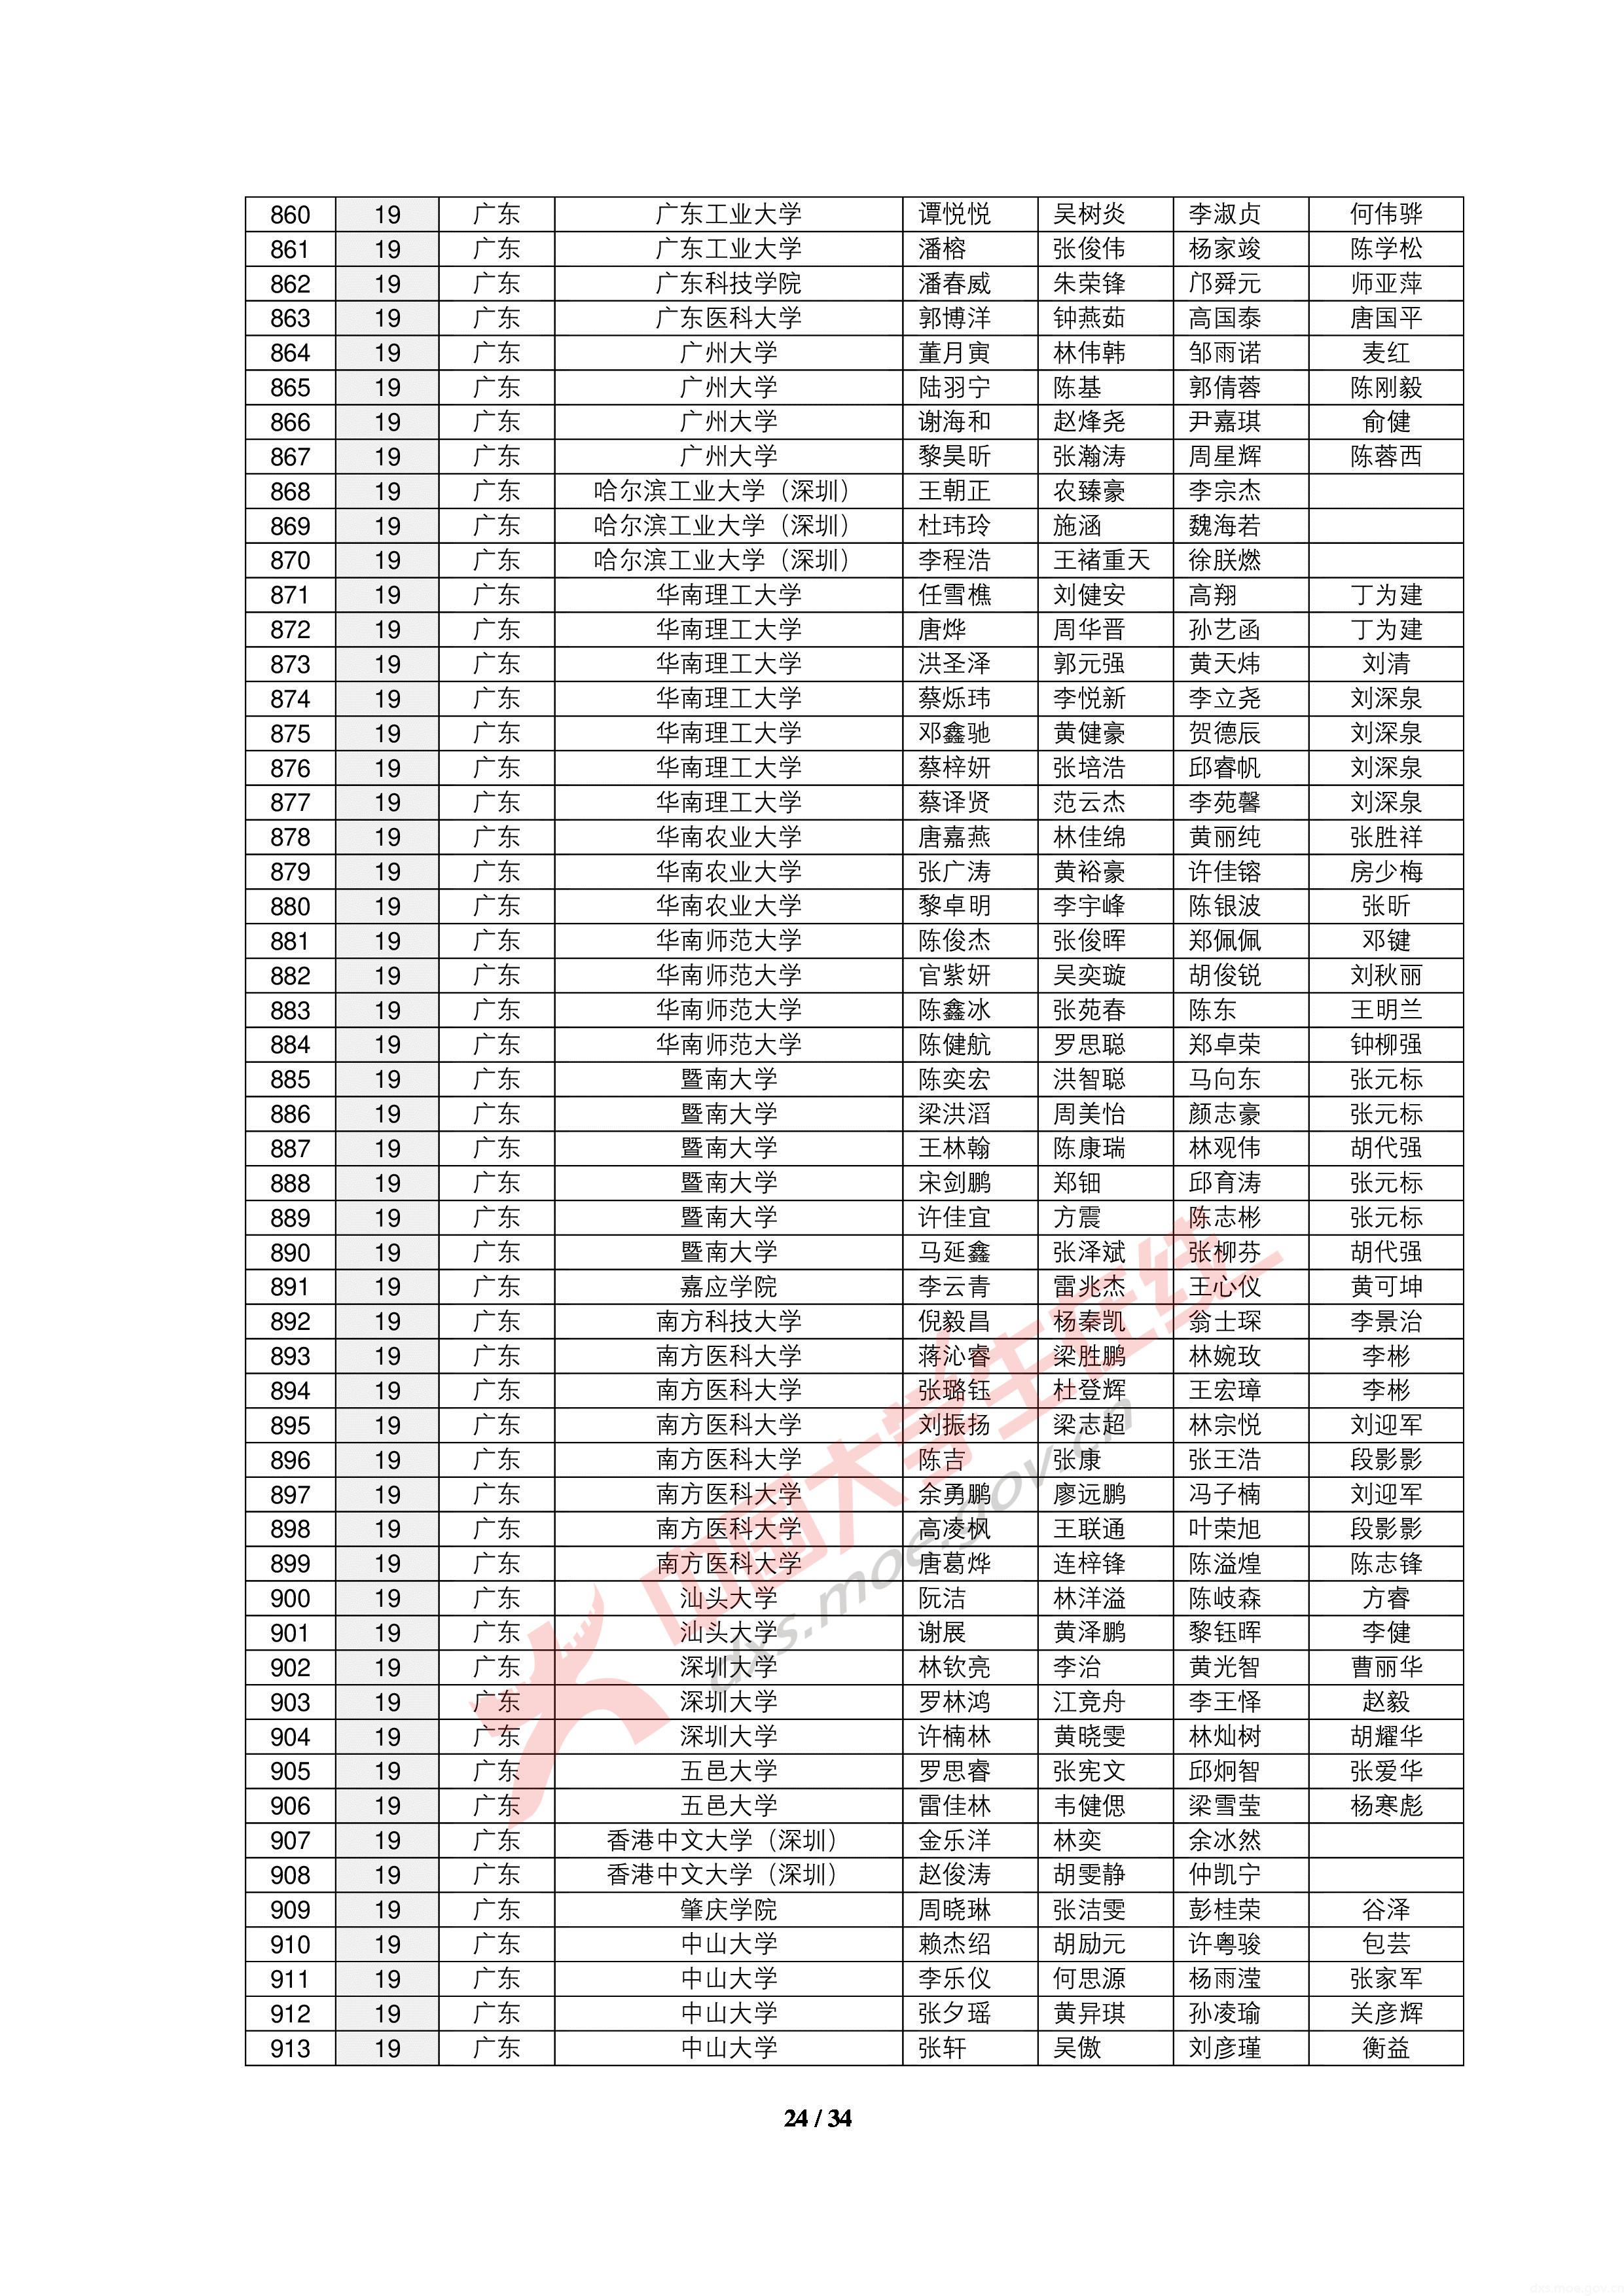 860 19 广东 广东工业大学 谭悦悦 吴树炎 李淑贞 何伟骅
861 19 广东 广东工业大学 潘榕 张俊伟 杨家竣 陈学松
862 19 广东 广东科技学院 潘春威 朱荣锋 邝舜元 师亚萍
863 19 广东 广东医科大学 郭博洋 钟燕茹 高国泰 唐国平
864 19 广东 广州大学 董月寅 林伟韩 邹雨诺 麦红
865 19 广东 广州大学 陆羽宁 陈基 郭倩蓉 陈刚毅
866 19 广东 广州大学 谢海和 赵烽尧 尹嘉琪 俞健
867 19 广东 广州大学 黎昊昕 张瀚涛 周星辉 陈蓉西
868 19 广东 哈尔滨工业大学（深圳） 王朝正 农臻豪 李宗杰
869 19 广东 哈尔滨工业大学（深圳） 杜玮玲 施涵 魏海若
870 19 广东 哈尔滨工业大学（深圳） 李程浩 王褚重天 徐朕燃
871 19 广东 华南理工大学 任雪樵 刘健安 高翔 丁为建
872 19 广东 华南理工大学 唐烨 周华晋 孙艺函 丁为建
873 19 广东 华南理工大学 洪圣泽 郭元强 黄天炜 刘清
874 19 广东 华南理工大学 蔡烁玮 李悦新 李立尧 刘深泉
875 19 广东 华南理工大学 邓鑫驰 黄健豪 贺德辰 刘深泉
876 19 广东 华南理工大学 蔡梓妍 张培浩 邱睿帆 刘深泉
877 19 广东 华南理工大学 蔡译贤 范云杰 李苑馨 刘深泉
878 19 广东 华南农业大学 唐嘉燕 林佳绵 黄丽纯 张胜祥
879 19 广东 华南农业大学 张广涛 黄裕豪 许佳镕 房少梅
880 19 广东 华南农业大学 黎卓明 李宇峰 陈银波 张昕
881 19 广东 华南师范大学 陈俊杰 张俊晖 郑佩佩 邓键
882 19 广东 华南师范大学 官紫妍 吴奕璇 胡俊锐 刘秋丽
883 19 广东 华南师范大学 陈鑫冰 张苑春 陈东 王明兰
884 19 广东 华南师范大学 陈健航 罗思聪 郑卓荣 钟柳强
885 19 广东 暨南大学 陈奕宏 洪智聪 马向东 张元标
886 19 广东 暨南大学 梁洪滔 周美怡 颜志豪 张元标
887 19 广东 暨南大学 王林翰 陈康瑞 林观伟 胡代强
888 19 广东 暨南大学 宋剑鹏 郑钿 邱育涛 张元标
889 19 广东 暨南大学 许佳宜 方震 陈志彬 张元标
890 19 广东 暨南大学 马延鑫 张泽斌 张柳芬 胡代强
891 19 广东 嘉应学院 李云青 雷兆杰 王心仪 黄可坤
892 19 广东 南方科技大学 倪毅昌 杨泰凯 翁士琛 李景治
893 19 广东 南方医科大学 蒋沁睿 梁胜鹏 林婉玫 李彬
894 19 广东 南方医科大学 张璐钰 杜登辉 王宏璋 李彬
895 19 广东 南方医科大学 刘振扬 梁志超 林宗悦 刘迎军
896 19 广东 南方医科大学 陈吉 张康 张王浩 段影影
897 19 广东 南方医科大学 余勇鹏 廖远鹏 冯子楠 刘迎军
898 19 广东 南方医科大学 高凌枫 王联通 叶荣旭 段影影
899 19 广东 南方医科大学 唐葛烨 连梓锋 陈溢煌 陈志锋
900 19 广东 汕头大学 阮洁 林洋溢 陈岐森 方睿
901 19 广东 汕头大学 谢展 黄泽鹏 黎钰晖 李健
902 19 广东 深圳大学 林钦亮 李治 黄光智 曹丽华
903 19 广东 深圳大学 罗林鸿 江竞舟 李王怿 赵毅
904 19 广东 深圳大学 许楠林 黄晓雯 林灿树 胡耀华
905 19 广东 五邑大学 罗思睿 张宪文 邱炯智 张爱华
906 19 广东 五邑大学 雷佳林 韦健偲 梁雪莹 杨寒彪
907 19 广东 香港中文大学（深圳） 金乐洋 林奕 余冰然
908 19 广东 香港中文大学（深圳） 赵俊涛 胡雯静 仲凯宁
909 19 广东 肇庆学院 周晓琳 张洁雯 彭桂荣 谷泽
910 19 广东 中山大学 赖杰绍 胡励元 许粤骏 包芸
911 19 广东 中山大学 李乐仪 何思源 杨雨滢 张家军
912 19 广东 中山大学 张夕瑶 黄异琪 孙凌瑜 关彦辉
913 19 广东 中山大学 张轩 吴傲 刘彦瑾 衡益
中国大学生在线
dxs.moe.gov.cn
24 / 34
dxs.moe.gov.cn